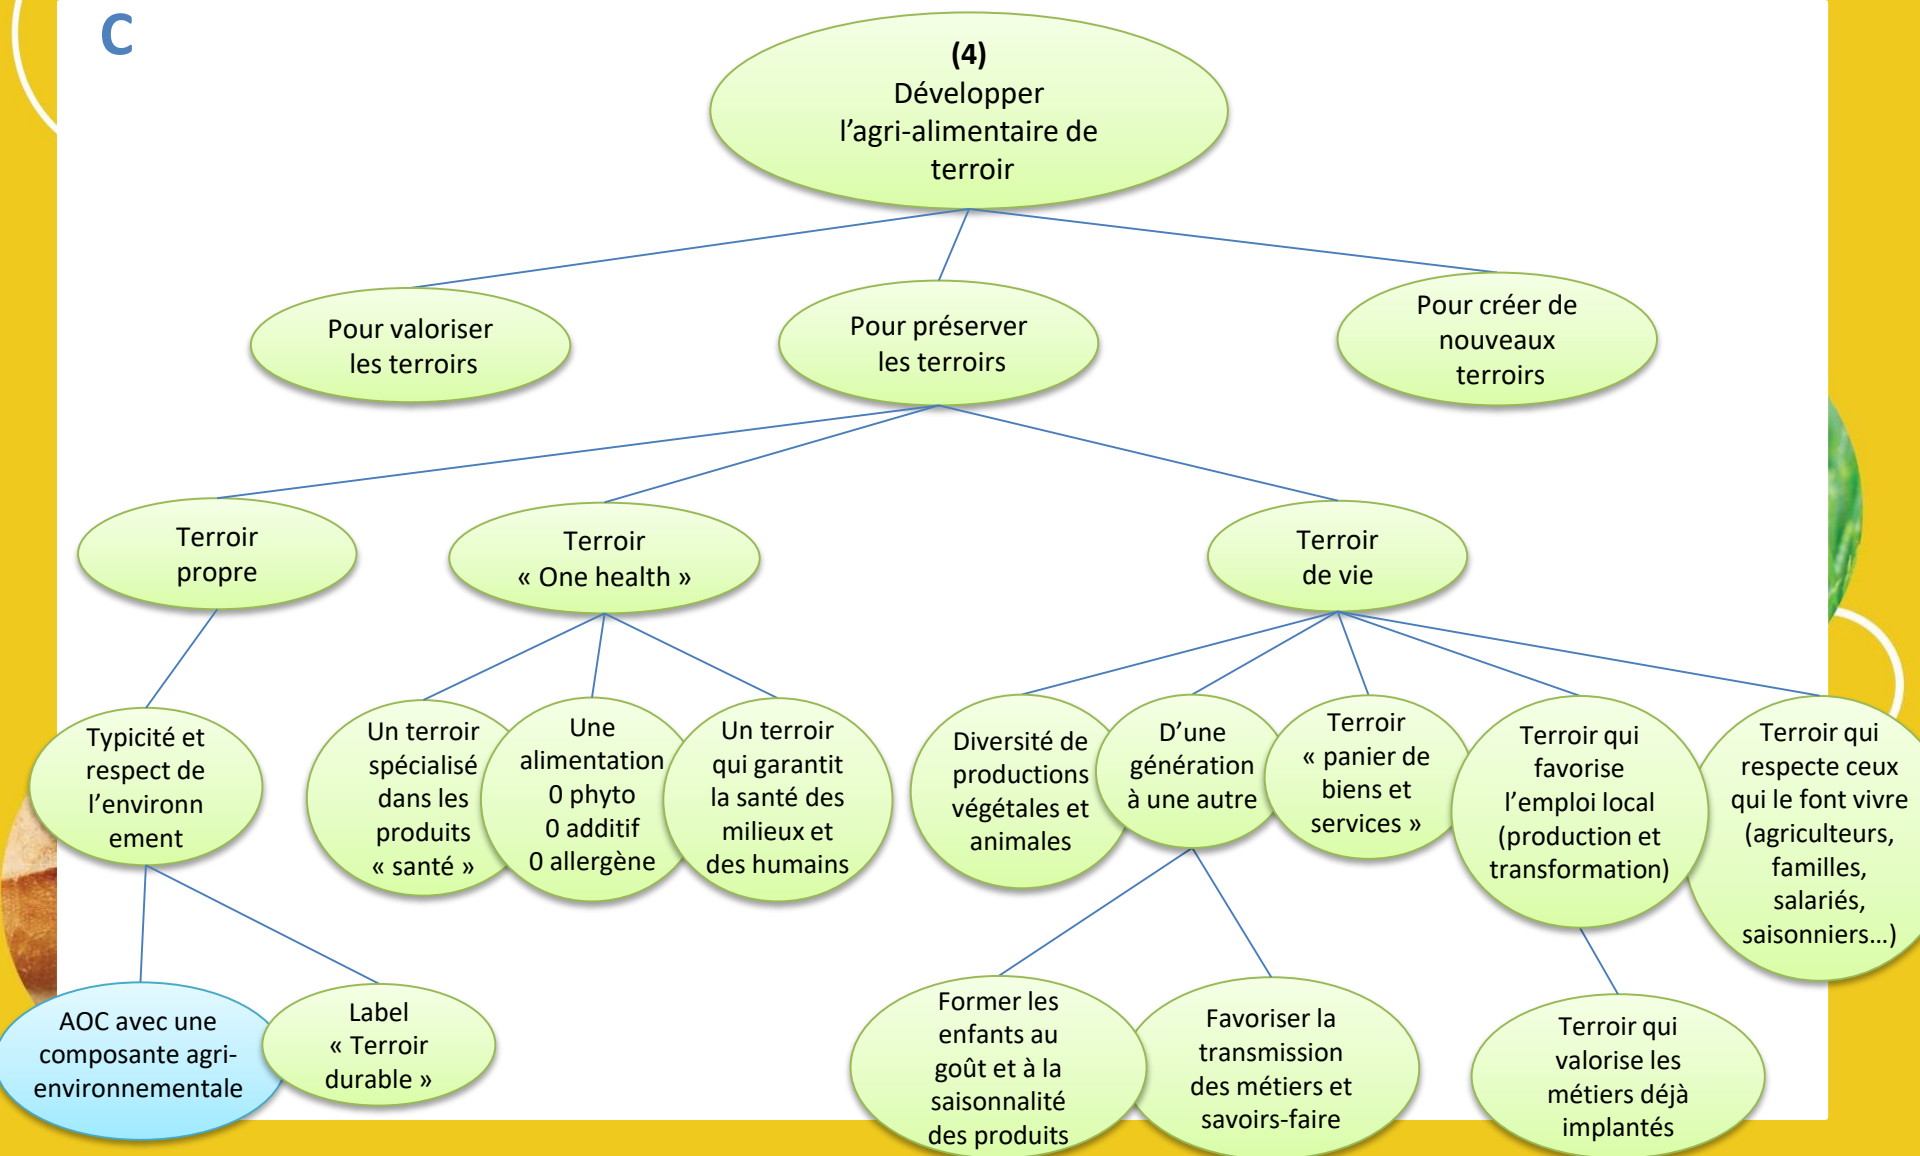 C
(4)
Développer
l’agri-alimentaire de
terroir
Pour valoriser
les terroirs
Pour préserver
les terroirs
Pour créer de
nouveaux
terroirs
Terroir
propre
Terroir
« One health »
Terroir
de vie
Typicité et
respect de
l’environn
ement
Un terroir
spécialisé
dans les
produits
« santé »
Une
alimentation
0 phyto
0 additif
0 allergène
Un terroir
qui garantit
la santé des
milieux et
des humains
Diversité de
productions
végétales et
animales
D’une
génération
à une autre
Terroir
« panier de
biens et
services »
Terroir qui
favorise
l’emploi local
(production et
transformation)
Terroir qui
respecte ceux
qui le font vivre
(agriculteurs,
familles,
salariés,
saisonniers…)
AOC avec une
composante agri-
environnementale
Label
« Terroir
durable »
Former les
enfants au
goût et à la
saisonnalité
des produits
Favoriser la
transmission
des métiers et
savoirs-faire
Terroir qui
valorise les
métiers déjà
implantés